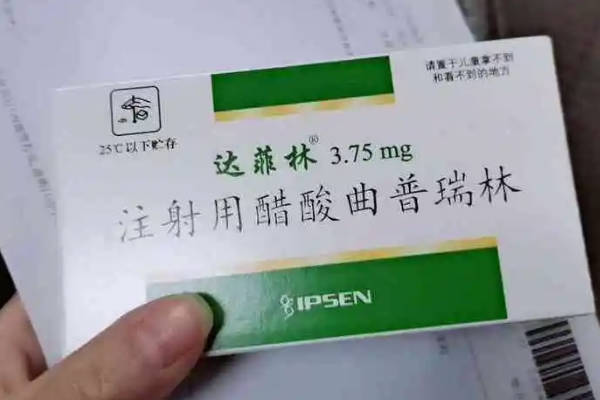 请置于儿童拿不到
和看不到的地方
25℃以下贮存
达菲林® 3.75 mg
注射用醋酸曲普瑞林
IPSEN